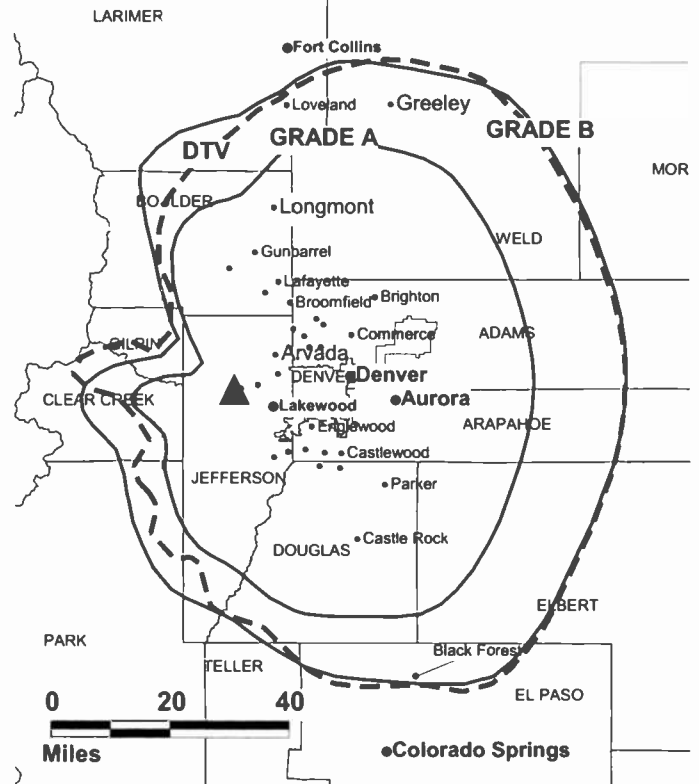 LARIMER
Fort Collins
Loveland
Greeley
GRADE A
GRADE B
DTV
MOR
BOULDER
Longmont
WELD
Gunbarrel
Lafayette
Broomfield
Brighton
GILPIN
Commerce
ADAMS
Arvada
DENVER
Denver
CLEAR CREEK
Lakewood
Aurora
Englewood
ARAPAHOE
Castlewood
JEFFERSON
Parker
DOUGLAS
Castle Rock
ELBERT
PARK
TELLER
Black Forest
EL PASO
0 20 40
Miles
Colorado Springs